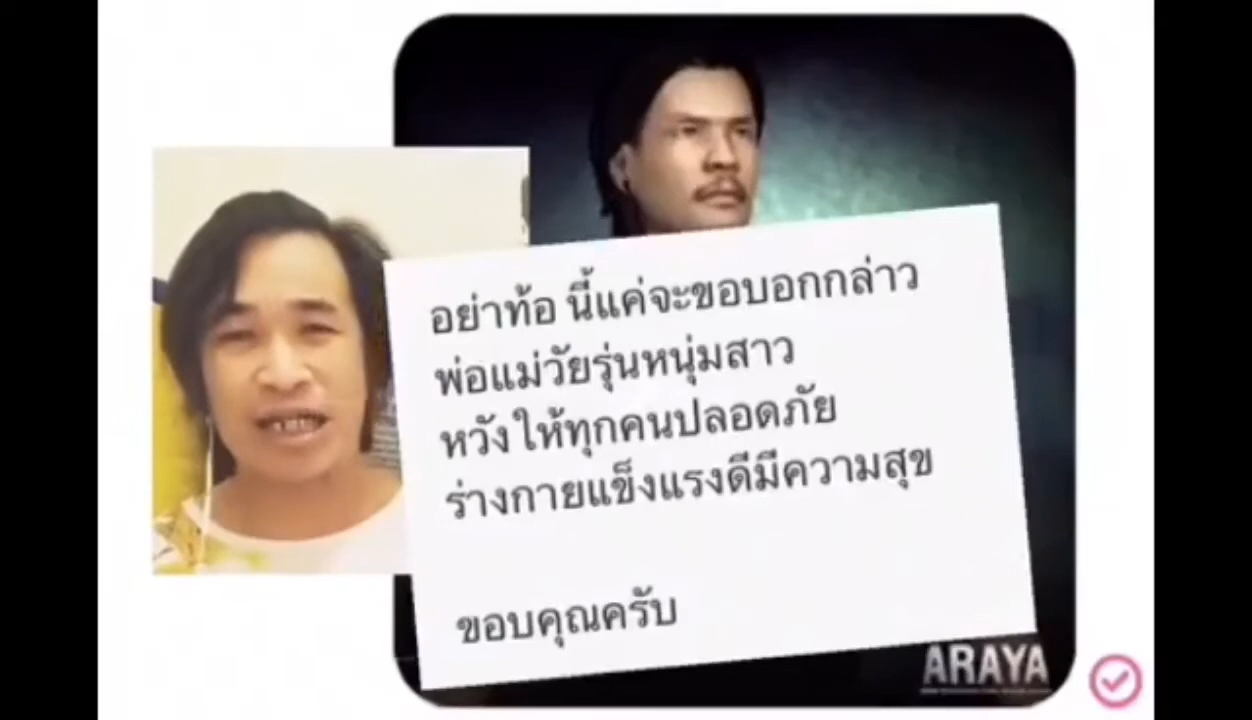 อย่าท้อ นี้แค่จะขอบอกกล่าว
พ่อแม่วัยรุ่นหนุ่มสาว
หวังให้ทุกคนปลอดภัย
ร่างกายแข็งแรงดีมีความสุข
ขอบคุณครับ
ARAYA